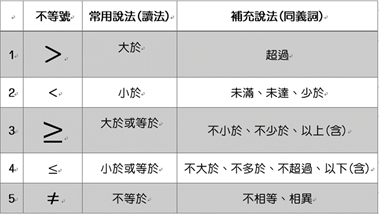 不等號 常用說法(讀法) 補充說法(同義詞)
1 > 大於 超過
2 < 小於 未滿、未達、少於
3 ≥ 大於或等於 不小於、不少於、以上(含)
4 ≤ 小於或等於 不大於、不多於、不超過、以下(含)
5 ≠ 不等於 不相等、相異